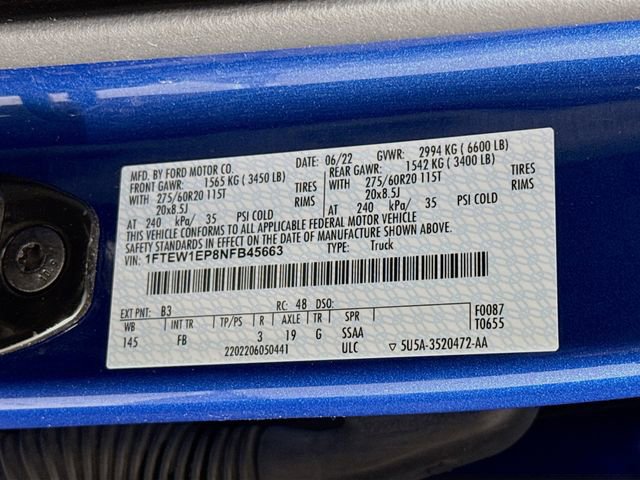 MFD. BY FORD MOTOR CO. DATE: 06/22 GVWR: 2994 KG ( 6600 LB)
FRONT GAWR: 1565 KG ( 3450 LB) REAR GAWR: 1542 KG ( 3400 LB)
WITH 275/60R20 115T TIRES WITH 275/60R20 115T TIRES
20x8.5J RIMS 20x8.5J RIMS
AT 240 kPa/ 35 PSI COLD AT 240 kPa/ 35 PSI COLD
THIS VEHICLE CONFORMS TO ALL APPLICABLE FEDERAL MOTOR VEHICLE
SAFETY STANDARDS IN EFFECT ON THE DATE OF MANUFACTURE SHOWN ABOVE.
VIN: 1FTEW1EP8NFB45663 TYPE: Truck
EXT PNT: B3 RC: 48 DSO: F0087
WB INT TR TP/PS R AXLE TR SPR T0655
145 FB 3 19 G SSAA
2202206050441 ULC ▽ 5U5A-3520472-AA